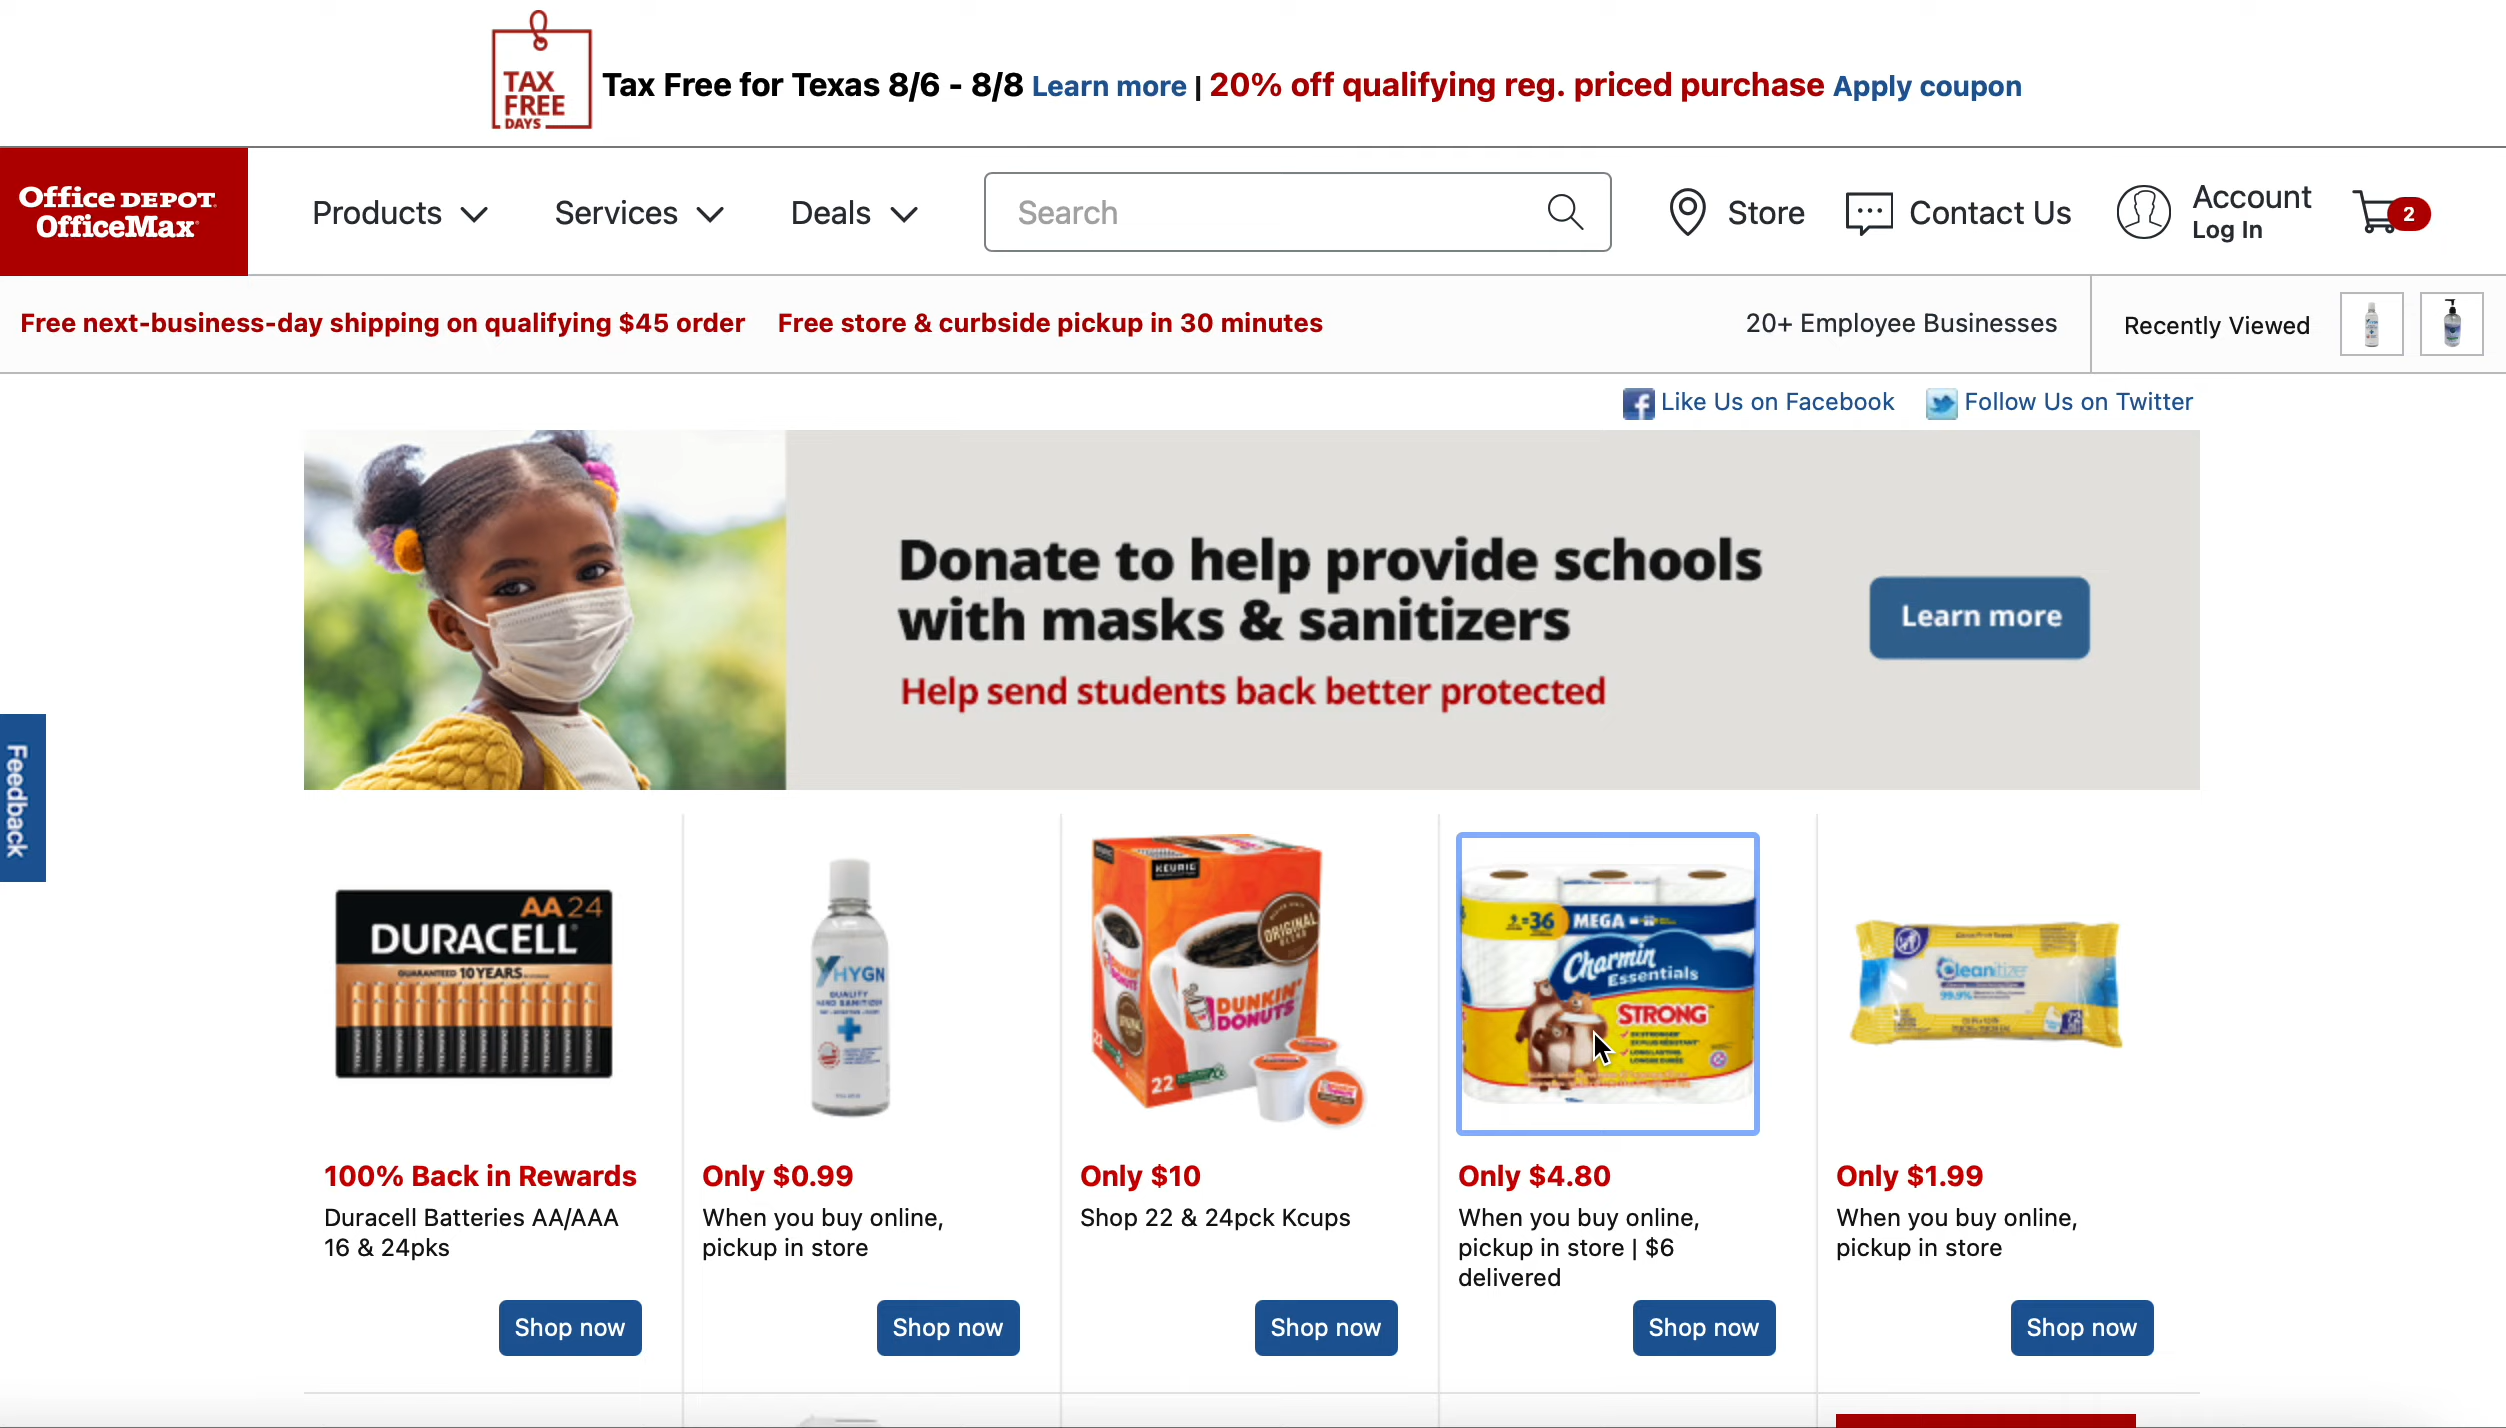 TAX
FREE
DAYS
Tax Free for Texas 8/6 - 8/8 Learn more | 20% off qualifying reg. priced purchase Apply coupon
Office DEPOT
OfficeMax
Products
Services
Deals
Search
Store
Contact Us
Account
Log In
2
Free next-business-day shipping on qualifying $45 order
Free store & curbside pickup in 30 minutes
20+ Employee Businesses
Recently Viewed
Like Us on Facebook
Follow Us on Twitter
Donate to help provide schools
with masks & sanitizers
Help send students back better protected
Learn more
Feedback
AA 24
DURACELL
GUARANTEED 10 YEARS
YHYGN
QUALITY
HAND SANITIZER
KEURIG
ORIGINAL
BLEND
DUNKIN'
DONUTS
22
9=36 MEGA
Charmin
Essentials
STRONG
Cleanitize
99.9%
100% Back in Rewards
Duracell Batteries AA/AAA
16 & 24pks
Shop now
Only $0.99
When you buy online,
pickup in store
Shop now
Only $10
Shop 22 & 24pck Kcups
Shop now
Only $4.80
When you buy online,
pickup in store | $6
delivered
Shop now
Only $1.99
When you buy online,
pickup in store
Shop now